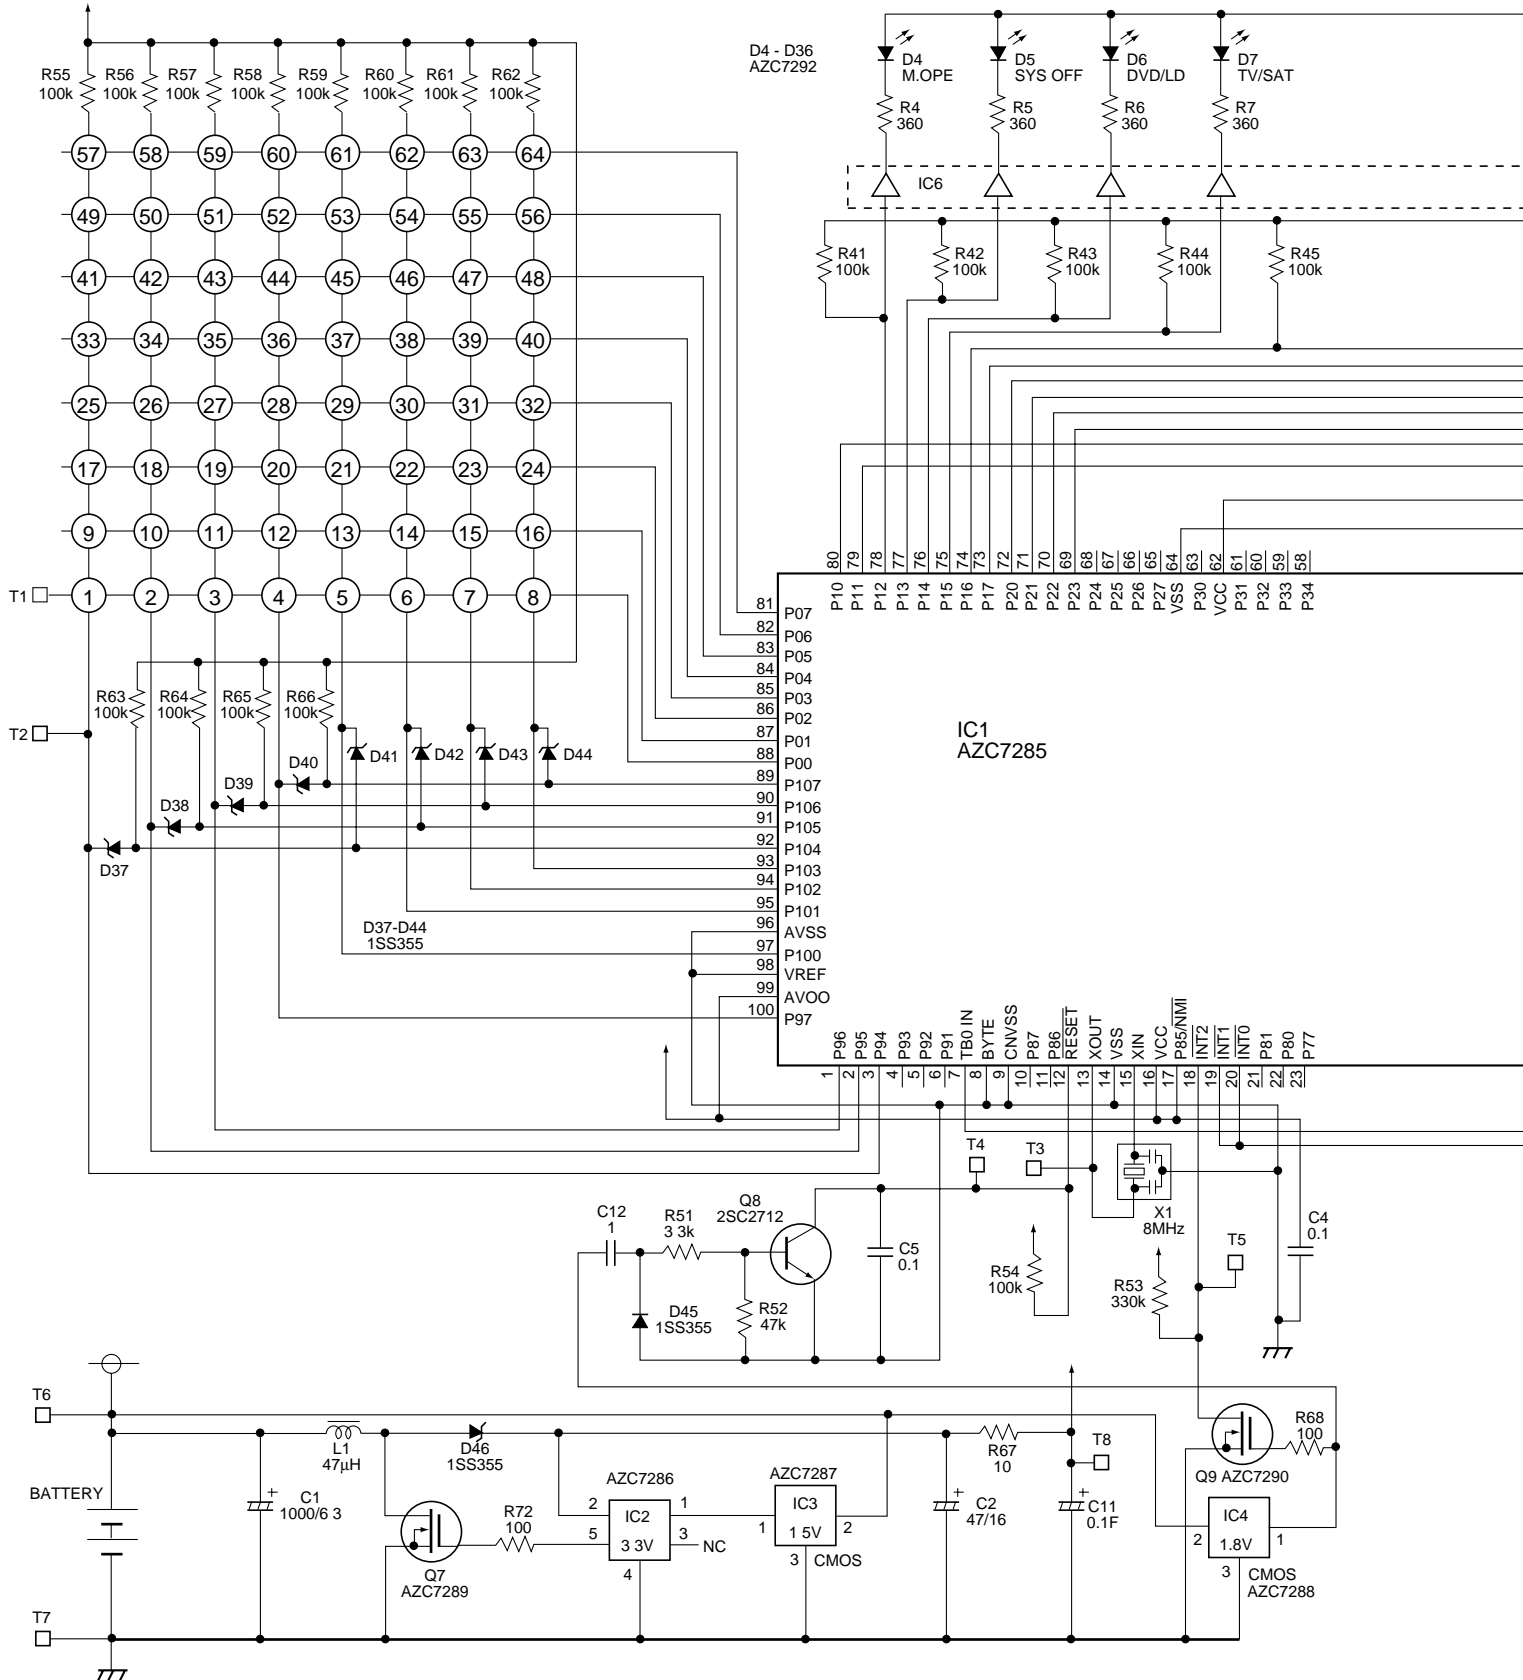 D4 - D36
AZC7292
D4
M.OPE
D5
SYS OFF
D6
DVD/LD
D7
TV/SAT
R55
100k
R56
100k
R57
100k
R58
100k
R59
100k
R60
100k
R61
100k
R62
100k
R4
360
R5
360
R6
360
R7
360
57 58 59 60 61 62 63 64
IC6
49 50 51 52 53 54 55 56
R41
100k
R42
100k
R43
100k
R44
100k
R45
100k
41 42 43 44 45 46 47 48
33 34 35 36 37 38 39 40
25 26 27 28 29 30 31 32
17 18 19 20 21 22 23 24
9 10 11 12 13 14 15 16
T1 1 2 3 4 5 6 7 8
80 79 78 77 76 75 74 73 72 71 70 69 68 67 66 65 64 63 62 61 60 59 58
P10 P11 P12 P13 P14 P15 P16 P17 P20 P21 P22 P23 P24 P25 P26 P27 VSS P30 VCC P31 P32 P33 P34
81 P07
82 P06
83 P05
84 P04
85 P03
86 P02
87 P01
88 P00
89 P107
90 P106
91 P105
92 P104
93 P103
94 P102
95 P101
96 AVSS
97 P100
98 VREF
99 AVOO
100 P97
IC1
AZC7285
R63
100k
R64
100k
R65
100k
R66
100k
T2
D41
D42
D43
D44
D40
D39
D38
D37
D37-D44
1SS355
P96 P95 P94 P93 P92 P91 TB0 IN BYTE CNVSS P87 P86 RESET XOUT VSS XIN VCC P85/NMI INT2 INT1 INT0 P81 P80 P77
1 2 3 4 5 6 7 8 9 10 11 12 13 14 15 16 17 18 19 20 21 22 23
T4
T3
X1
8MHz
C12
1
R51
3 3k
Q8
2SC2712
C5
0.1
R54
100k
R53
330k
T5
C4
0.1
D45
1SS355
R52
47k
T6
L1
47µH
D46
1SS355
R67
10
T8
R68
100
Q9 AZC7290
BATTERY
C1
1000/6 3
+
Q7
AZC7289
R72
100
AZC7286
IC2
3 3V
2
5
1
3
4
NC
AZC7287
IC3
1 5V
1
2
3
CMOS
+
C2
47/16
+
C11
0.1F
IC4
1.8V
2
1
3
CMOS
AZC7288
T7